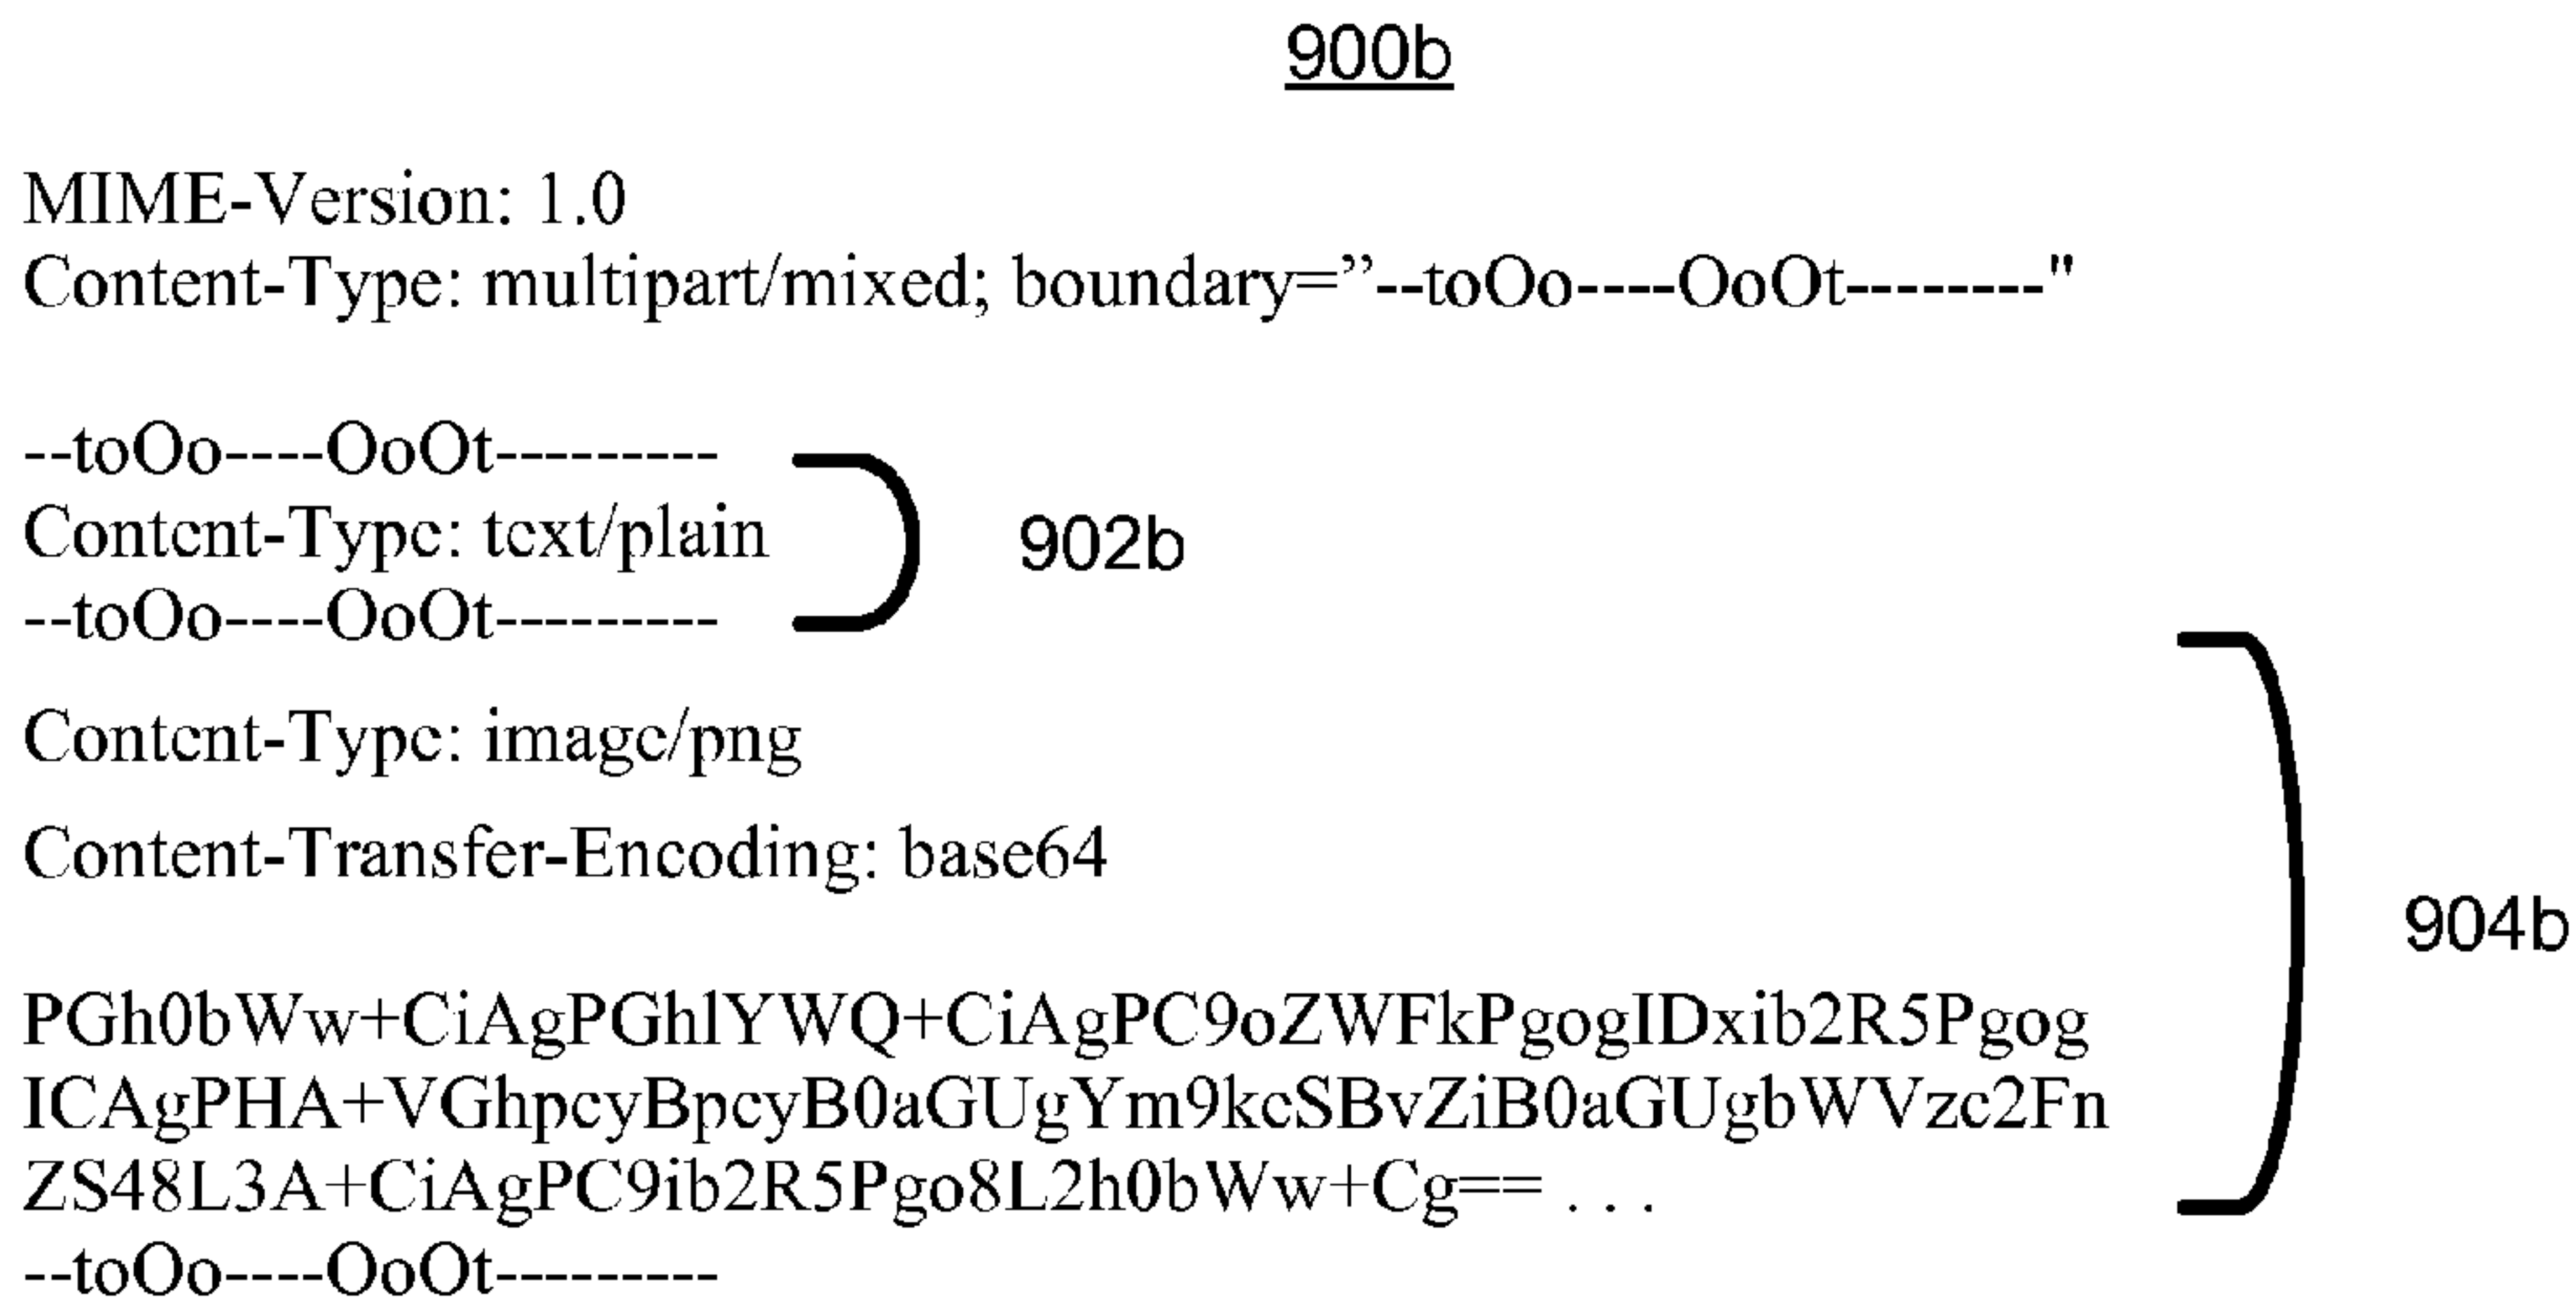 900b
MIME-Version: 1.0
Content-Type: multipart/mixed; boundary=”--toOo----OoOt--------"
--toOo----OoOt---------
Content-Type: text/plain
902b
--toOo----OoOt---------
Content-Type: image/png
Content-Transfer-Encoding: base64
904b
PGh0bWw+CiAgPGhlYWQ+CiAgPC9oZWFkPgogIDxib2R5Pgog
ICAgPHA+VGhpcyBpcyB0aGUgYm9keSBvZiB0aGUgbWVzc2Fn
ZS48L3A+CiAgPC9ib2R5Pgo8L2h0bWw+Cg== . . .
--toOo----OoOt---------